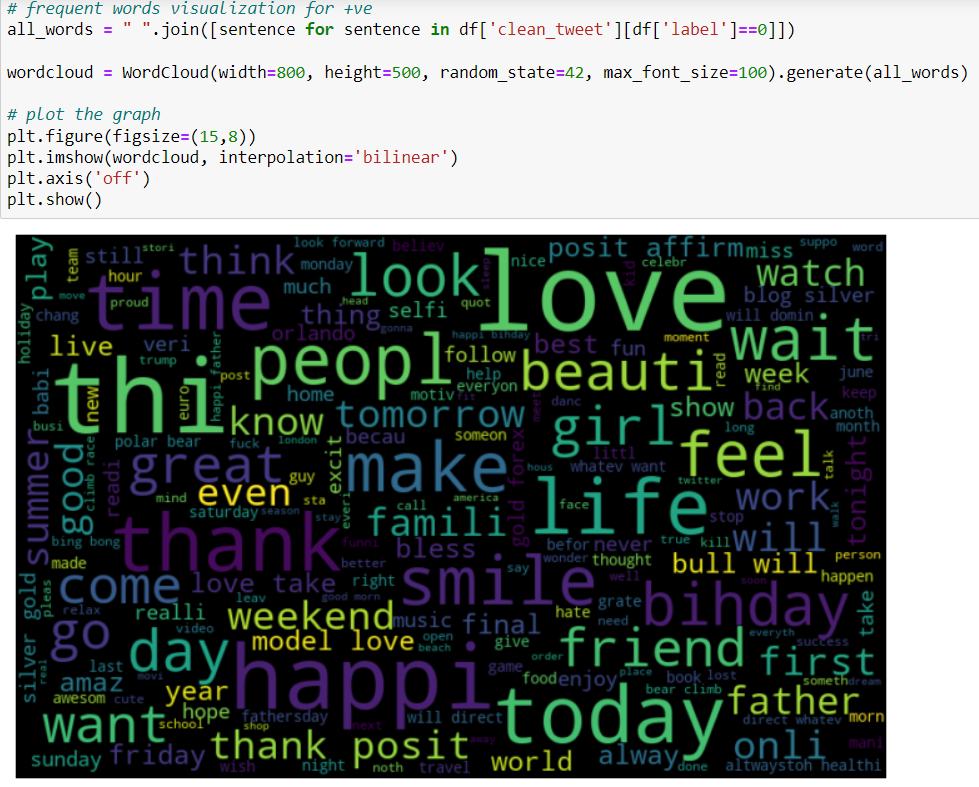 # frequent words visualization for +ve
all_words = " ".join([sentence for sentence in df['clean_tweet'][df['label']==0]])
wordcloud = WordCloud(width=800, height=500, random_state=42, max_font_size=100).generate(all_words)
# plot the graph
plt.figure(figsize=(15,8))
plt.imshow(wordcloud, interpolation='bilinear')
plt.axis('off')
plt.show()
play
team
still
stori
think
look forward
monday
believ
nice
posit affirm
celebr
miss
suppo
word
hour
move
proud
time
much
look
head
quot
sleep
love
kid
watch
blog silver
will domin
chang
thing
selfi
gonna
orlando
happi bihday
best
fun
moment
wait
tri
holiday
live
veri
trump
happi father
peopl
follow
help
everyon
motiv
fit
beauti
read
week
find
june
keep
babi
thi
new
euro
post
home
know
tomorrow
meet
danc
girl
show
long
back
anoth
month
busi
polar bear
fuck
london
becau
someon
littl
hous
whatev want
feel
talk
twitter
summer
good
climb race
readi
great
guy
excit
make
gold forex
life
face
work
walk
tonight
mind
even
sta
everi
saturday
season
stay
call
america
famili
stop
bing bong
thank
funni
bless
befor
never
true
kill
will
made
better
wonder
thought
bull will
person
pleas
come
love take
right
smile
say
well
soon
happen
silver gold
relax
leav
good morn
hate
grate
need
bihday
take
go
realli
video
weekend
music
final
give
everyth
success
day
model love
open
beach
order
friend
first
last
real
amaz
movi
happi
game
food
enjoy
place
book
lost
someth
dream
awesom
cute
year
bear climb
father
want
school
hope
shop
fathersday
next
will direct
today
direct whatev
morn
sunday
friday
thank posit
away
alway
onli
mani
wish
night
noth
travel
world
done
altwaystoh
healthi